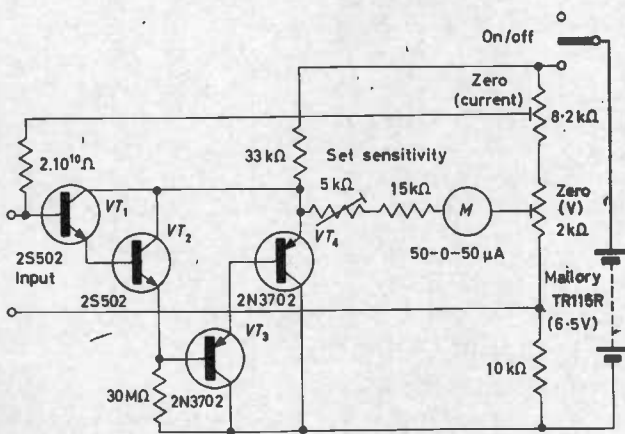 On/off
Zero
(current)
8·2kΩ
2.10¹⁰Ω
33kΩ
Set sensitivity
5kΩ
15kΩ
M
Zero
(V)
2kΩ
VT₁
VT₂
VT₄
50-0-50μA
2S502
Input
2S502
2N3702
Mallory
TR115R
(6·5V)
VT₃
30MΩ
2N3702
10kΩ